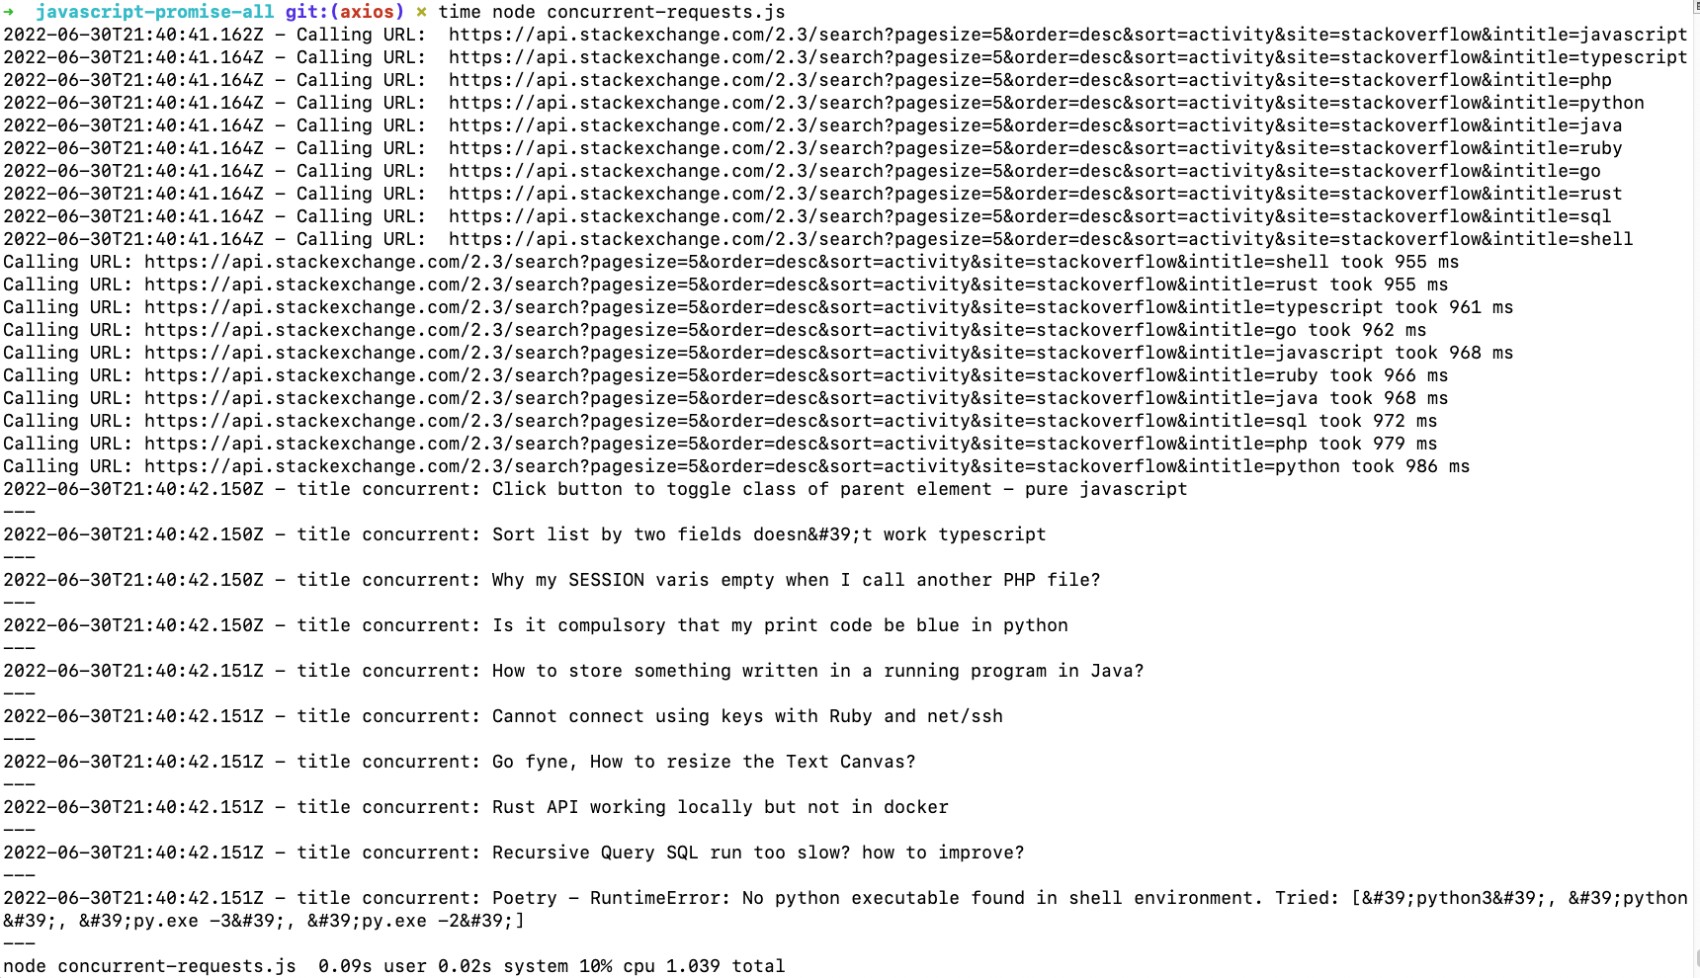 →  javascript-promise-all git:(axios) × time node concurrent-requests.js
2022-06-30T21:40:41.162Z – Calling URL:  https://api.stackexchange.com/2.3/search?pagesize=5&order=desc&sort=activity&site=stackoverflow&intitle=javascript
2022-06-30T21:40:41.164Z – Calling URL:  https://api.stackexchange.com/2.3/search?pagesize=5&order=desc&sort=activity&site=stackoverflow&intitle=typescript
2022-06-30T21:40:41.164Z – Calling URL:  https://api.stackexchange.com/2.3/search?pagesize=5&order=desc&sort=activity&site=stackoverflow&intitle=php
2022-06-30T21:40:41.164Z – Calling URL:  https://api.stackexchange.com/2.3/search?pagesize=5&order=desc&sort=activity&site=stackoverflow&intitle=python
2022-06-30T21:40:41.164Z – Calling URL:  https://api.stackexchange.com/2.3/search?pagesize=5&order=desc&sort=activity&site=stackoverflow&intitle=java
2022-06-30T21:40:41.164Z – Calling URL:  https://api.stackexchange.com/2.3/search?pagesize=5&order=desc&sort=activity&site=stackoverflow&intitle=ruby
2022-06-30T21:40:41.164Z – Calling URL:  https://api.stackexchange.com/2.3/search?pagesize=5&order=desc&sort=activity&site=stackoverflow&intitle=go
2022-06-30T21:40:41.164Z – Calling URL:  https://api.stackexchange.com/2.3/search?pagesize=5&order=desc&sort=activity&site=stackoverflow&intitle=rust
2022-06-30T21:40:41.164Z – Calling URL:  https://api.stackexchange.com/2.3/search?pagesize=5&order=desc&sort=activity&site=stackoverflow&intitle=sql
2022-06-30T21:40:41.164Z – Calling URL:  https://api.stackexchange.com/2.3/search?pagesize=5&order=desc&sort=activity&site=stackoverflow&intitle=shell
Calling URL: https://api.stackexchange.com/2.3/search?pagesize=5&order=desc&sort=activity&site=stackoverflow&intitle=shell took 955 ms
Calling URL: https://api.stackexchange.com/2.3/search?pagesize=5&order=desc&sort=activity&site=stackoverflow&intitle=rust took 955 ms
Calling URL: https://api.stackexchange.com/2.3/search?pagesize=5&order=desc&sort=activity&site=stackoverflow&intitle=typescript took 961 ms
Calling URL: https://api.stackexchange.com/2.3/search?pagesize=5&order=desc&sort=activity&site=stackoverflow&intitle=go took 962 ms
Calling URL: https://api.stackexchange.com/2.3/search?pagesize=5&order=desc&sort=activity&site=stackoverflow&intitle=javascript took 968 ms
Calling URL: https://api.stackexchange.com/2.3/search?pagesize=5&order=desc&sort=activity&site=stackoverflow&intitle=ruby took 966 ms
Calling URL: https://api.stackexchange.com/2.3/search?pagesize=5&order=desc&sort=activity&site=stackoverflow&intitle=java took 968 ms
Calling URL: https://api.stackexchange.com/2.3/search?pagesize=5&order=desc&sort=activity&site=stackoverflow&intitle=sql took 972 ms
Calling URL: https://api.stackexchange.com/2.3/search?pagesize=5&order=desc&sort=activity&site=stackoverflow&intitle=php took 979 ms
Calling URL: https://api.stackexchange.com/2.3/search?pagesize=5&order=desc&sort=activity&site=stackoverflow&intitle=python took 986 ms
2022-06-30T21:40:42.150Z – title concurrent: Click button to toggle class of parent element – pure javascript
---
2022-06-30T21:40:42.150Z – title concurrent: Sort list by two fields doesn&#39;t work typescript
---
2022-06-30T21:40:42.150Z – title concurrent: Why my SESSION varis empty when I call another PHP file?
---
2022-06-30T21:40:42.150Z – title concurrent: Is it compulsory that my print code be blue in python
---
2022-06-30T21:40:42.151Z – title concurrent: How to store something written in a running program in Java?
---
2022-06-30T21:40:42.151Z – title concurrent: Cannot connect using keys with Ruby and net/ssh
---
2022-06-30T21:40:42.151Z – title concurrent: Go fyne, How to resize the Text Canvas?
---
2022-06-30T21:40:42.151Z – title concurrent: Rust API working locally but not in docker
---
2022-06-30T21:40:42.151Z – title concurrent: Recursive Query SQL run too slow? how to improve?
---
2022-06-30T21:40:42.151Z – title concurrent: Poetry – RuntimeError: No python executable found in shell environment. Tried: [&#39;python3&#39;, &#39;python
&#39;, &#39;py.exe -3&#39;, &#39;py.exe -2&#39;]
---
node concurrent-requests.js  0.09s user 0.02s system 10% cpu 1.039 total